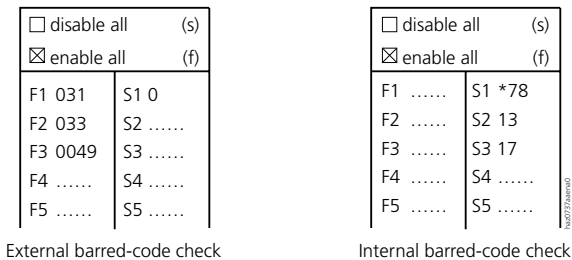 ☐ disable all (s)
☒ enable all (f)
F1 031 S1 0
F2 033 S2 ......
F3 0049 S3 ......
F4 ...... S4 ......
F5 ...... S5 ......
External barred-code check
☐ disable all (s)
☒ enable all (f)
F1 ...... S1 *78
F2 ...... S2 13
F3 ...... S3 17
F4 ...... S4 ......
F5 ...... S5 ......
Internal barred-code check
haz0737aaena0